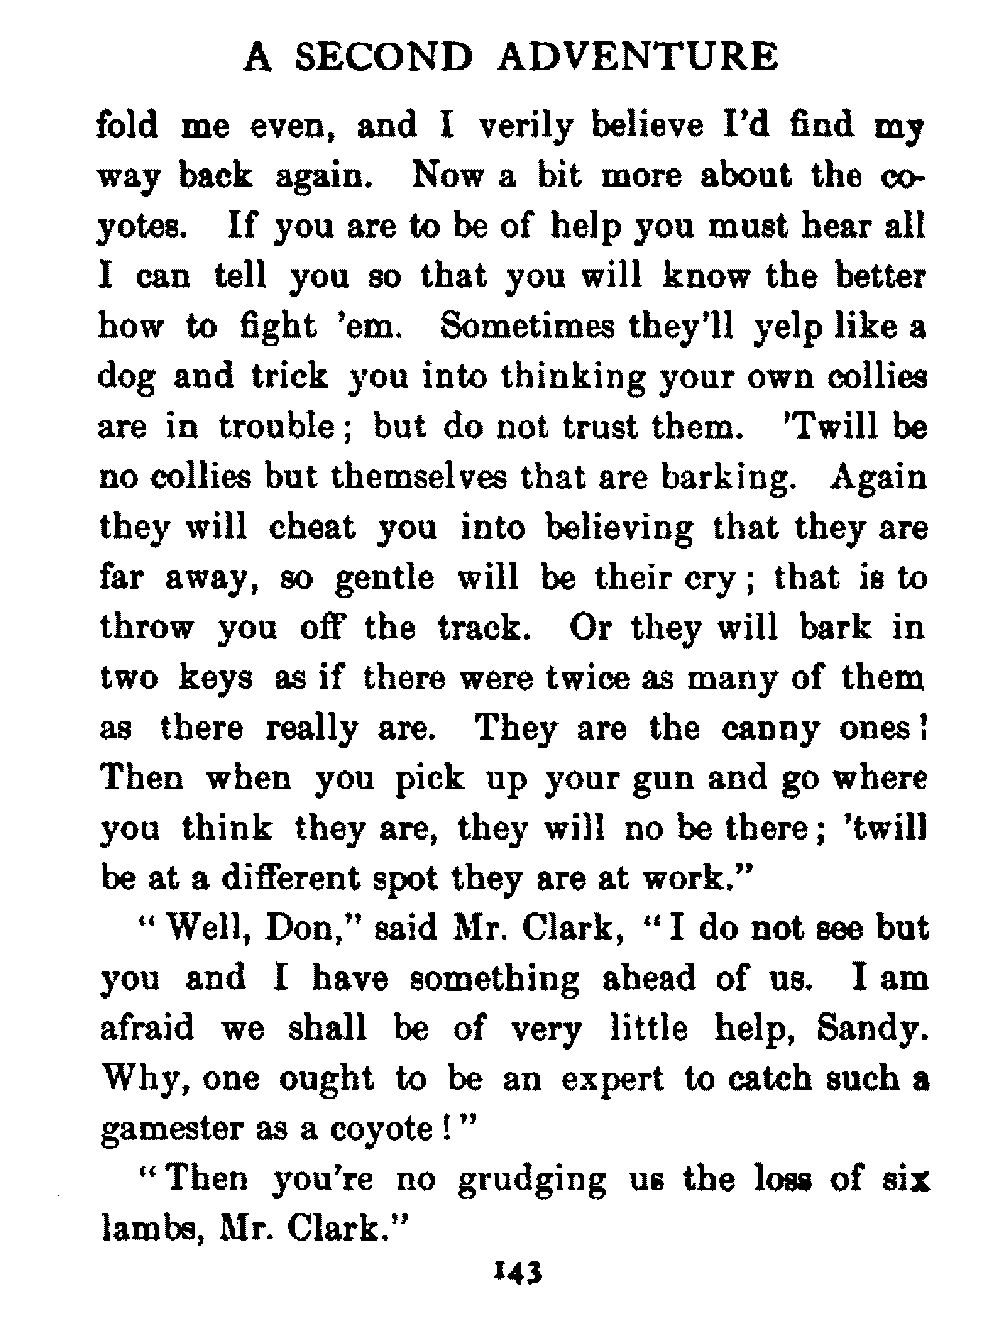 A SECOND ADVENTURE
fold me even, and I verily believe I'd find my
way back again. Now a bit more about the co-
yotes. If you are to be of help you must hear all
I can tell you so that you will know the better
how to fight 'em. Sometimes they'll yelp like a
dog and trick you into thinking your own collies
are in trouble; but do not trust them. 'Twill be
no collies but themselves that are barking. Again
they will cheat you into believing that they are
far away, so gentle will be their cry; that is to
throw you off the track. Or they will bark in
two keys as if there were twice as many of them
as there really are. They are the canny ones!
Then when you pick up your gun and go where
you think they are, they will no be there; 'twill
be at a different spot they are at work."
"Well, Don," said Mr. Clark, "I do not see but
you and I have something ahead of us. I am
afraid we shall be of very little help, Sandy.
Why, one ought to be an expert to catch such a
gamester as a coyote!"
"Then you're no grudging us the loss of six
lambs, Mr. Clark."
143